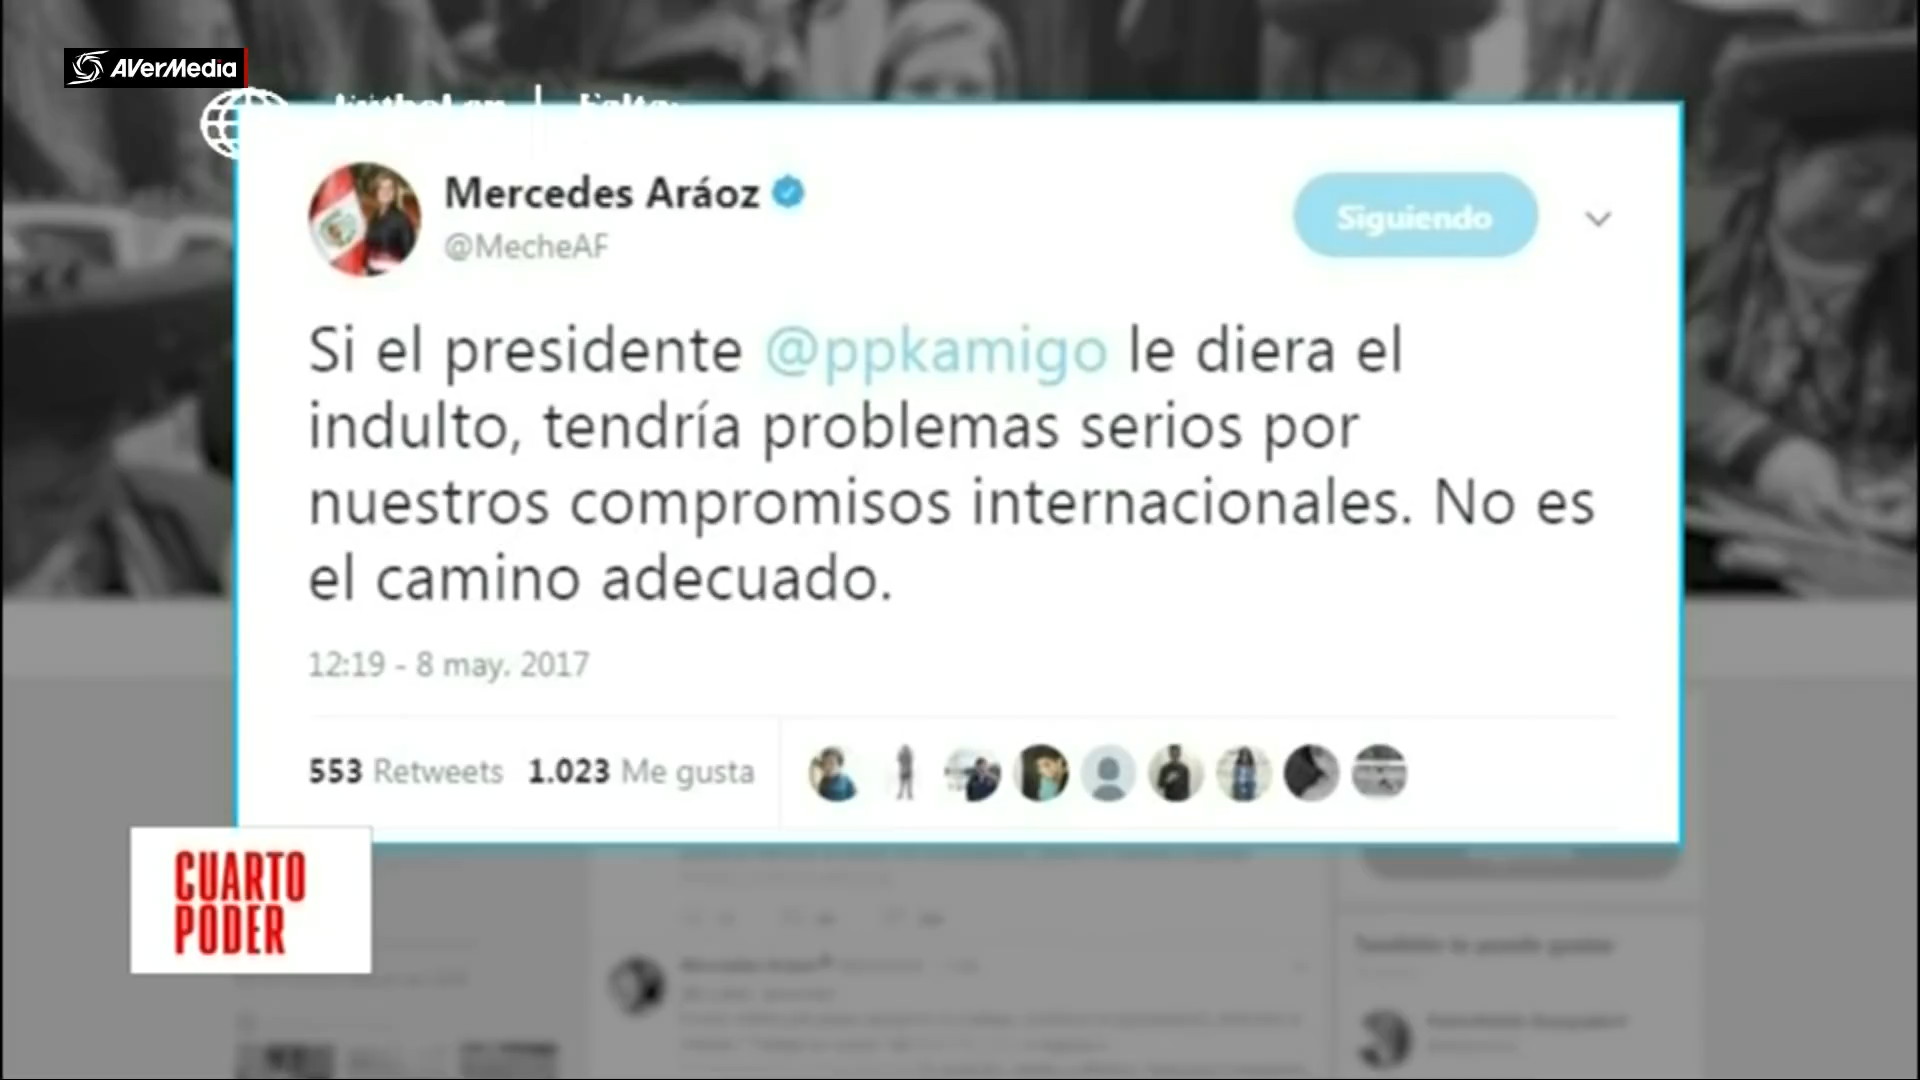 AVerMedia
Mercedes Aráoz
@MecheAF
Siguiendo
Si el presidente @ppkamigo le diera el
indulto, tendría problemas serios por
nuestros compromisos internacionales. No es
el camino adecuado.
12:19 - 8 may. 2017
553 Retweets 1.023 Me gusta
CUARTO
PODER